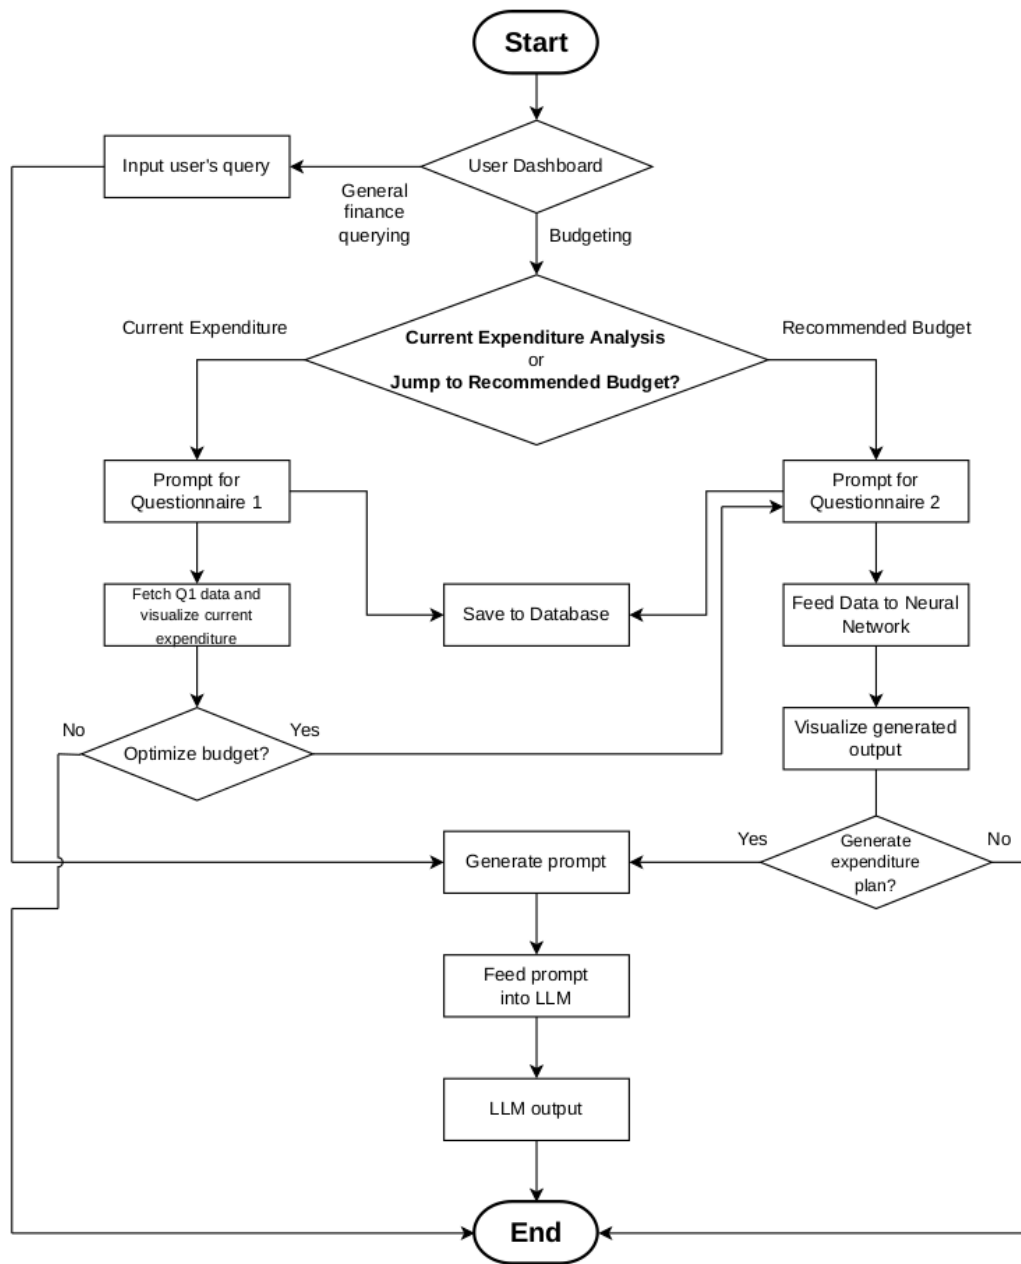 Start
User Dashboard
Input user's query
General
finance
querying
Budgeting
Current Expenditure
Recommended Budget
Current Expenditure Analysis
or
Jump to Recommended Budget?
Prompt for
Questionnaire 1
Prompt for
Questionnaire 2
Fetch Q1 data and
visualize current
expenditure
Save to Database
Feed Data to Neural
Network
No
Optimize budget?
Yes
Visualize generated
output
Generate prompt
Yes
Generate
expenditure
plan?
No
Feed prompt
into LLM
LLM output
End